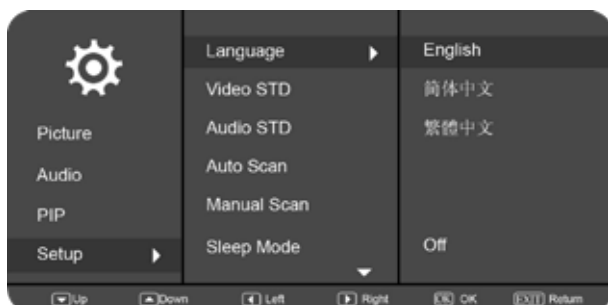 Picture
Audio
PIP
Setup
Language
Video STD
Audio STD
Auto Scan
Manual Scan
Sleep Mode
English
简体中文
繁體中文
Off
Up Down Left Right OK OK EXIT Return